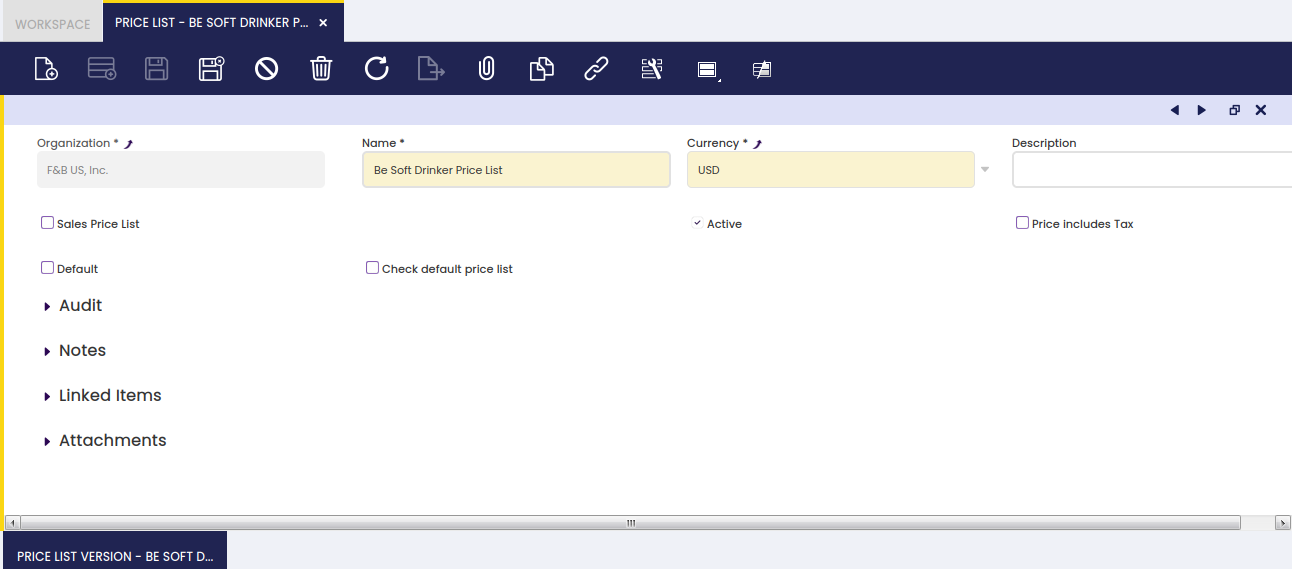 WORKSPACE
PRICE LIST - BE SOFT DRINKER P...
Organization *
Name *
Currency *
Description
F&B US, Inc.
Be Soft Drinker Price List
USD
Sales Price List
Active
Price includes Tax
Default
Check default price list
Audit
Notes
Linked Items
Attachments
PRICE LIST VERSION - BE SOFT D...